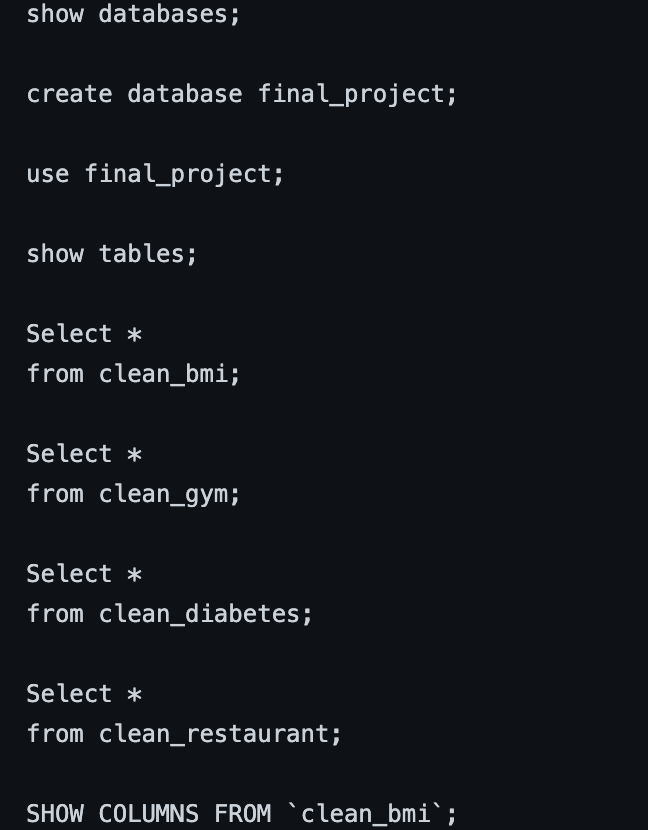 show databases;
create database final_project;
use final_project;
show tables;
Select *
from clean_bmi;
Select *
from clean_gym;
Select *
from clean_diabetes;
Select *
from clean_restaurant;
SHOW COLUMNS FROM `clean_bmi`;